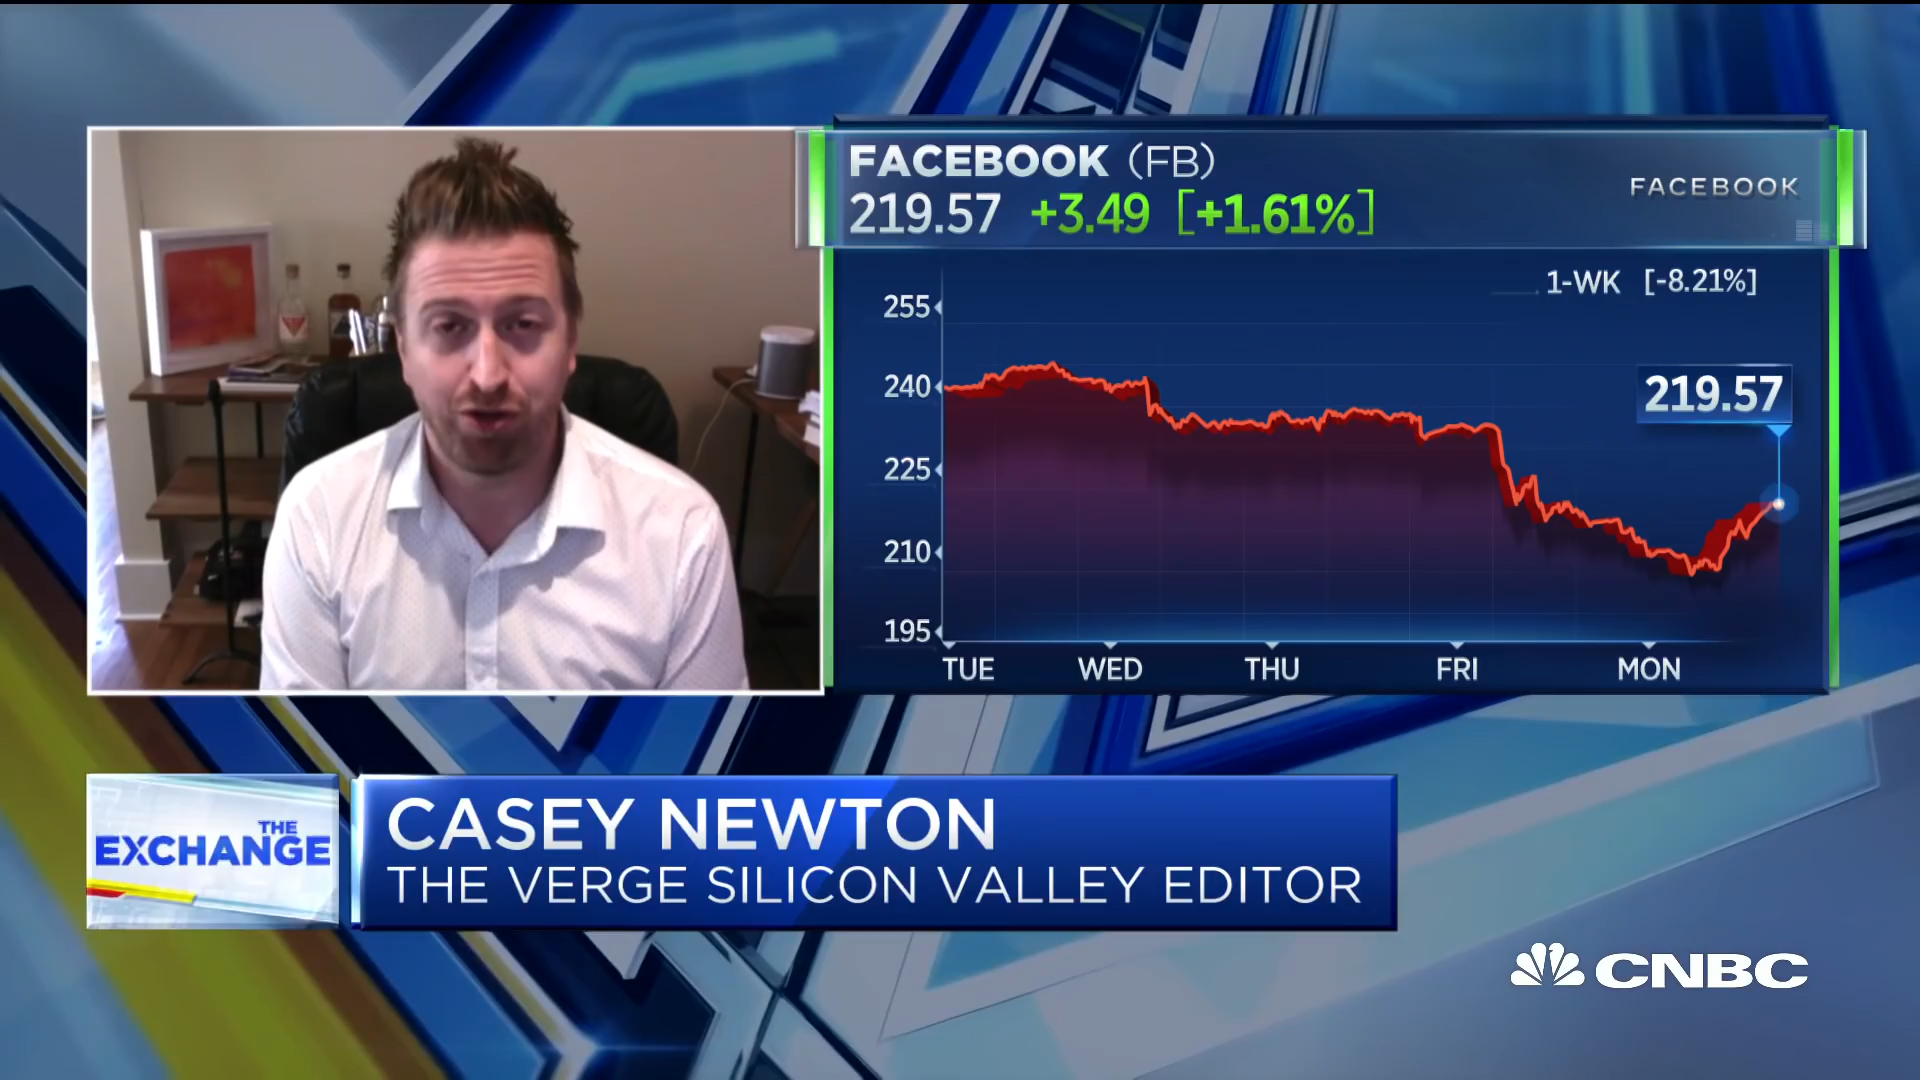 FACEBOOK (FB)
219.57 +3.49 [+1.61%]
FACEBOOK
1-WK [-8.21%]
255
240
225
210
195
219.57
TUE WED THU FRI MON
THE
EXCHANGE
CASEY NEWTON
THE VERGE SILICON VALLEY EDITOR
CNBC